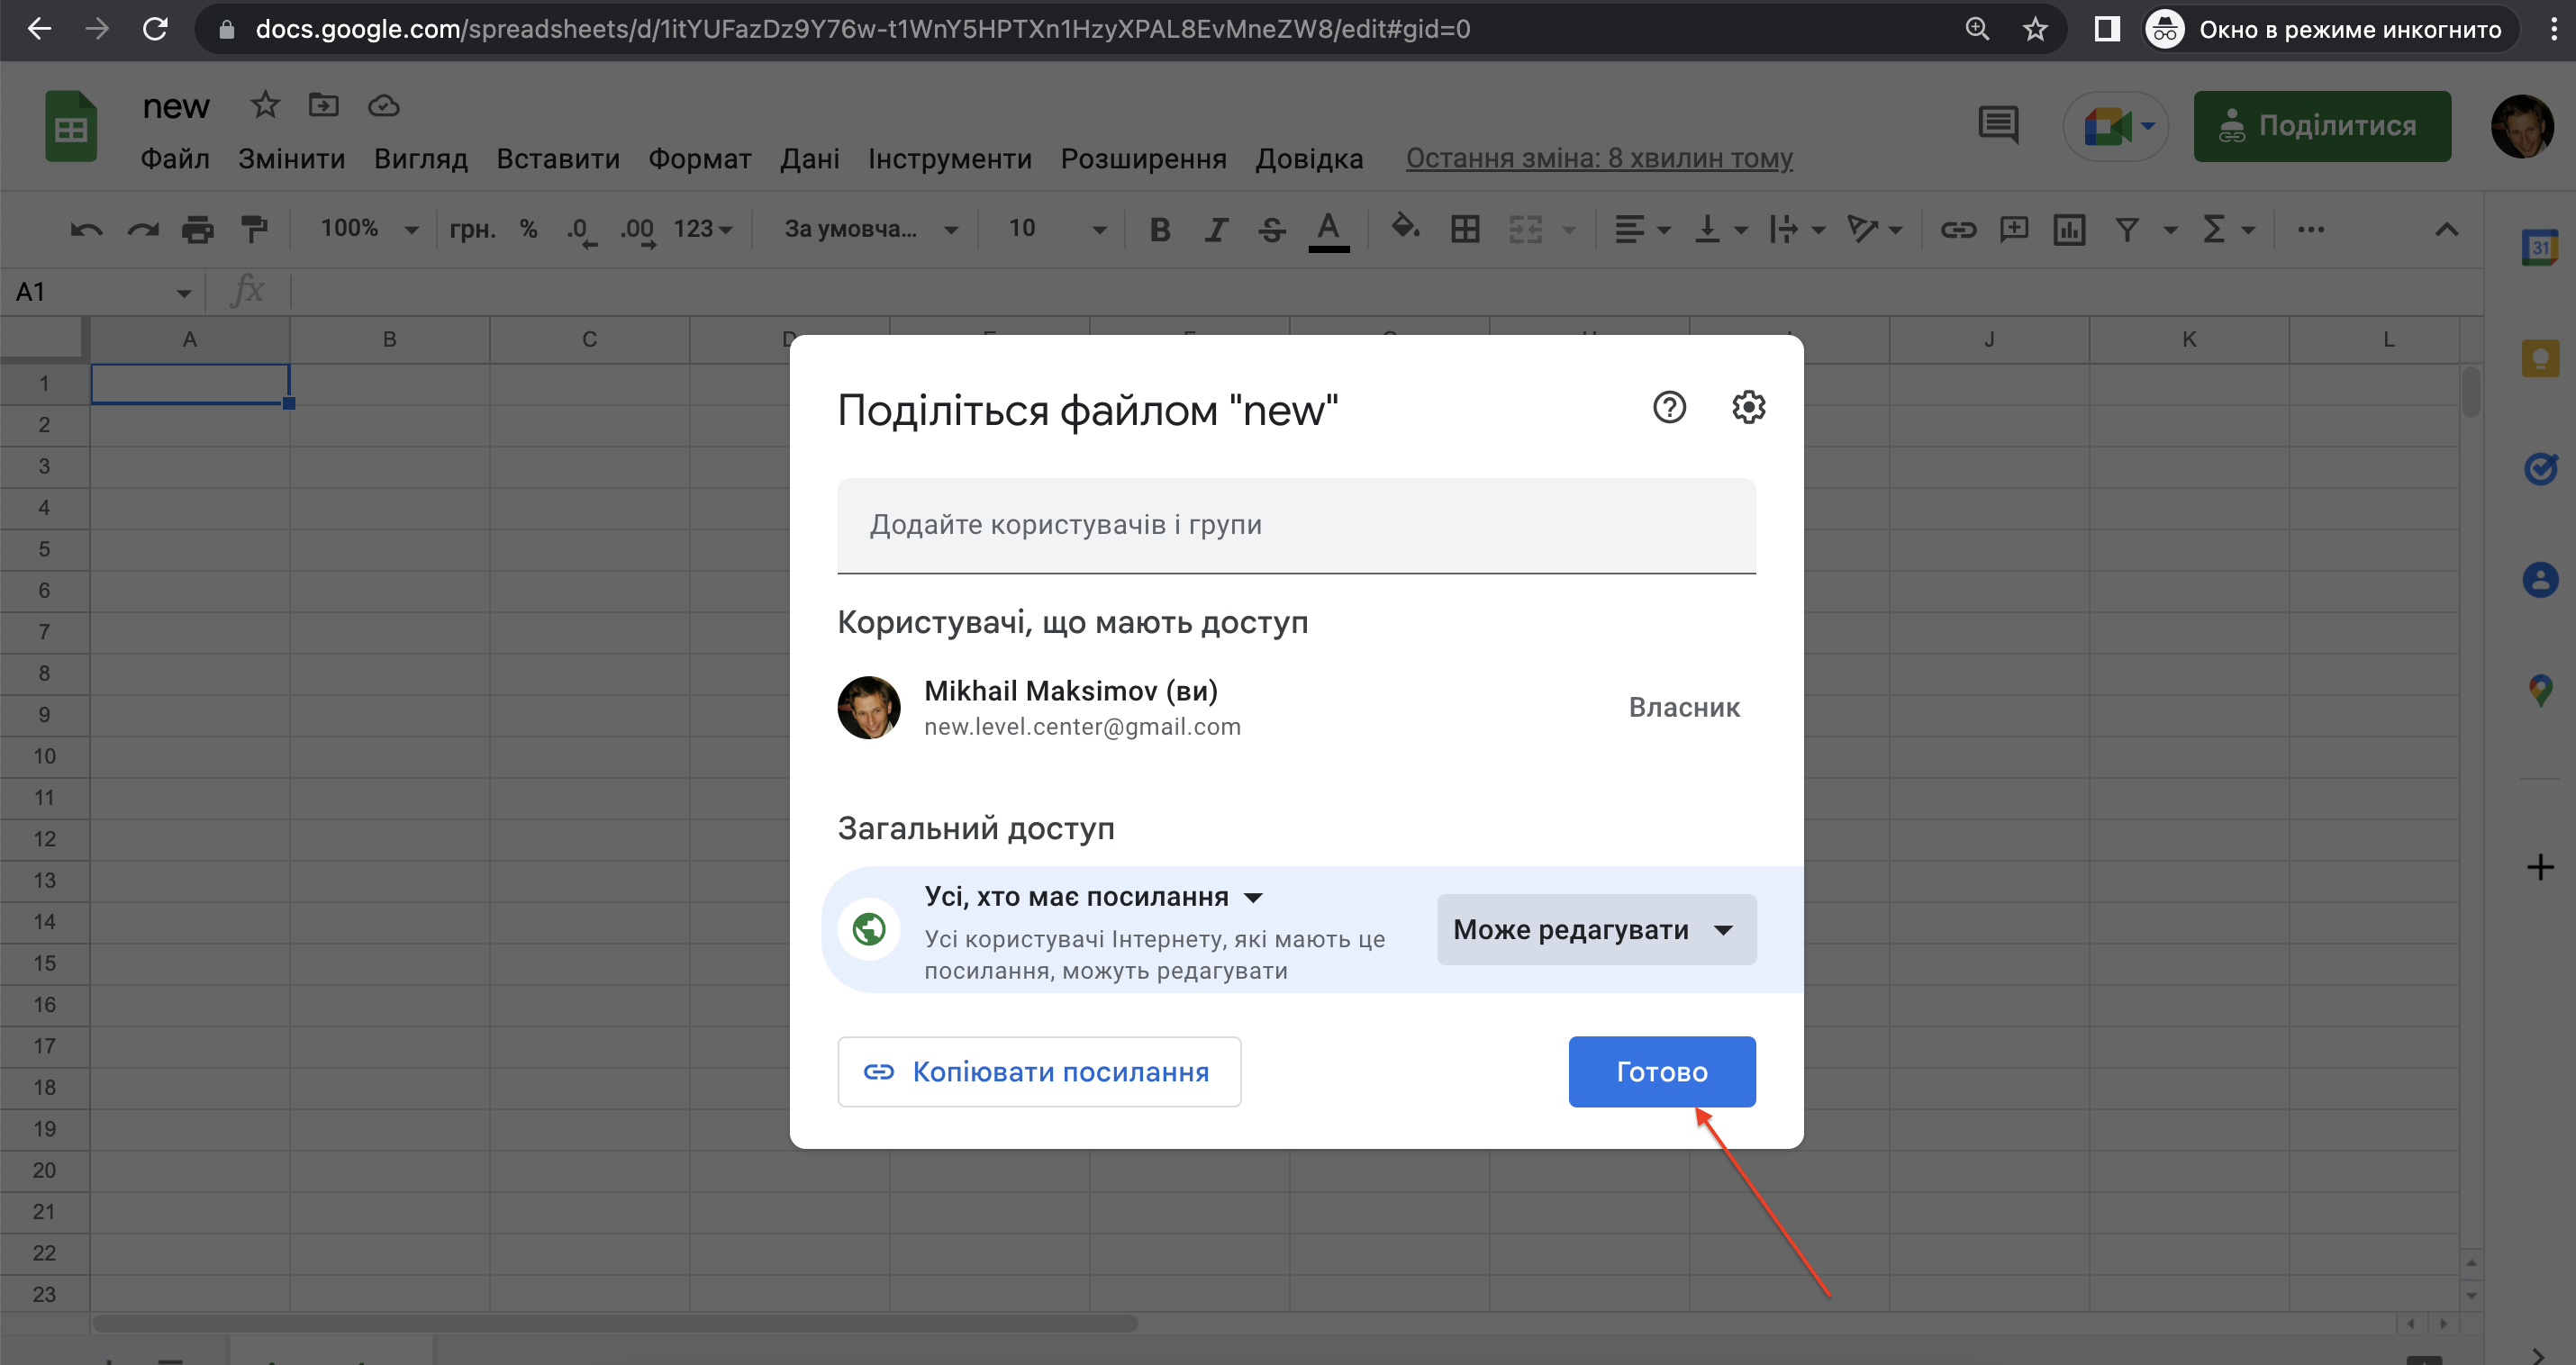 docs.google.com/spreadsheets/d/1itYUFazDz9Y76w-t1WnY5HPTXn1HzyXPAL8EvMneZW8/edit#gid=0
Окно в режиме инкогнито
new
Поділитися
Файл Змінити Вигляд Вставити Формат Дані Інструменти Розширення Довідка Остання зміна: 8 хвилин тому
100% грн. % .0 .00 123 За умовча... 10 B I S A
31
A1 fx
A B C D J K L
1
2
3
4
5
6
7
8
9
10
11
12
13
14
15
16
17
18
19
20
21
22
23
Поділіться файлом "new"
Додайте користувачів і групи
Користувачі, що мають доступ
Mikhail Maksimov (ви)
new.level.center@gmail.com
Власник
Загальний доступ
Усі, хто має посилання
Усі користувачі Інтернету, які мають це
посилання, можуть редагувати
Може редагувати
Копіювати посилання
Готово